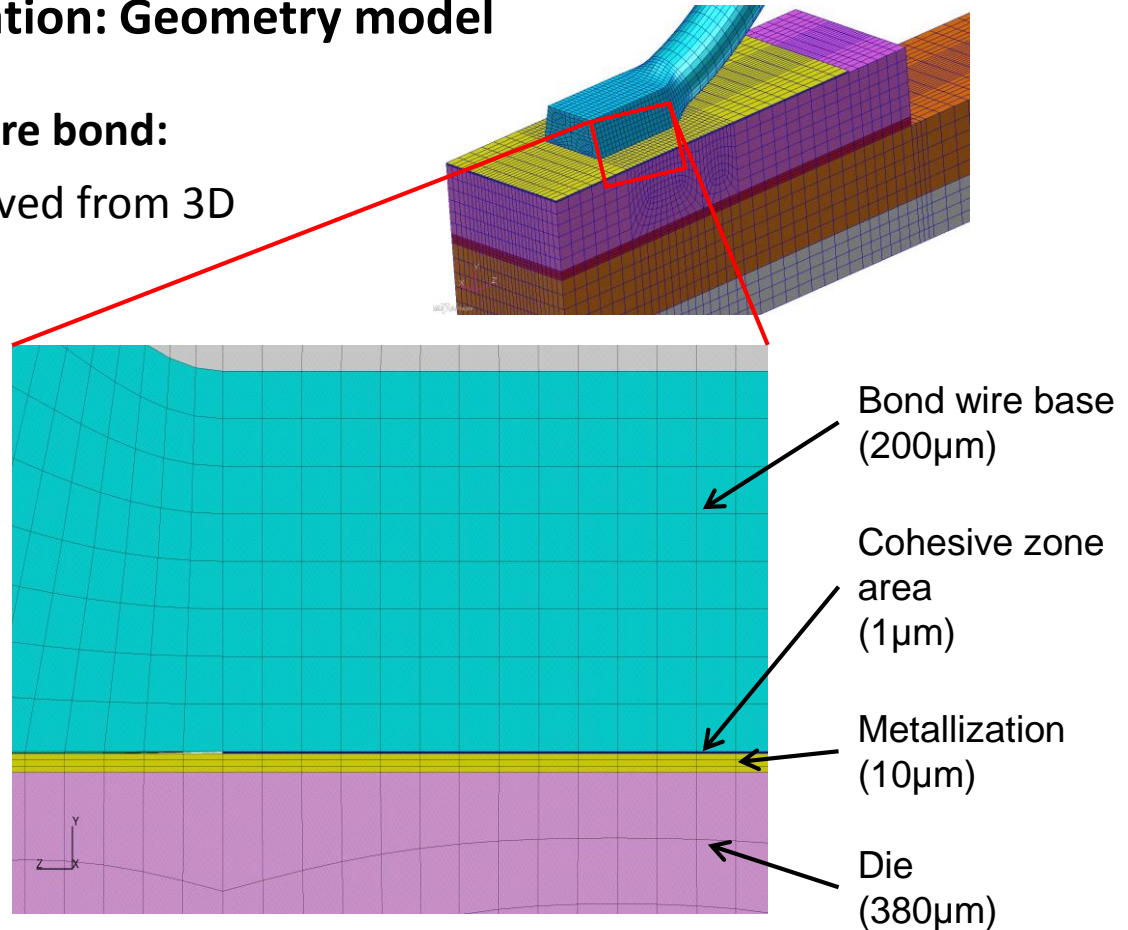 ation: Geometry model
re bond:
ved from 3D
Y
Z
Bond wire base
(200µm)
Cohesive zone
area
(1µm)
Metallization
(10µm)
Y
Z X
Die
(380µm)